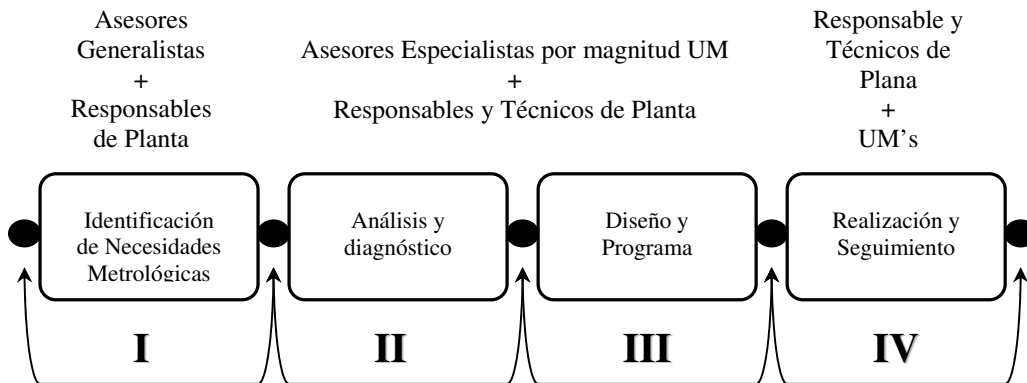 Asesores
Generalistas
+
Responsables
de Planta
Asesores Especialistas por magnitud UM
+
Responsables y Técnicos de Planta
Responsable y
Técnicos de
Plana
+
UM's
Identificación
de Necesidades
Metrológicas
Análisis y
diagnóstico
Diseño y
Programa
Realización y
Seguimiento
I
II
III
IV